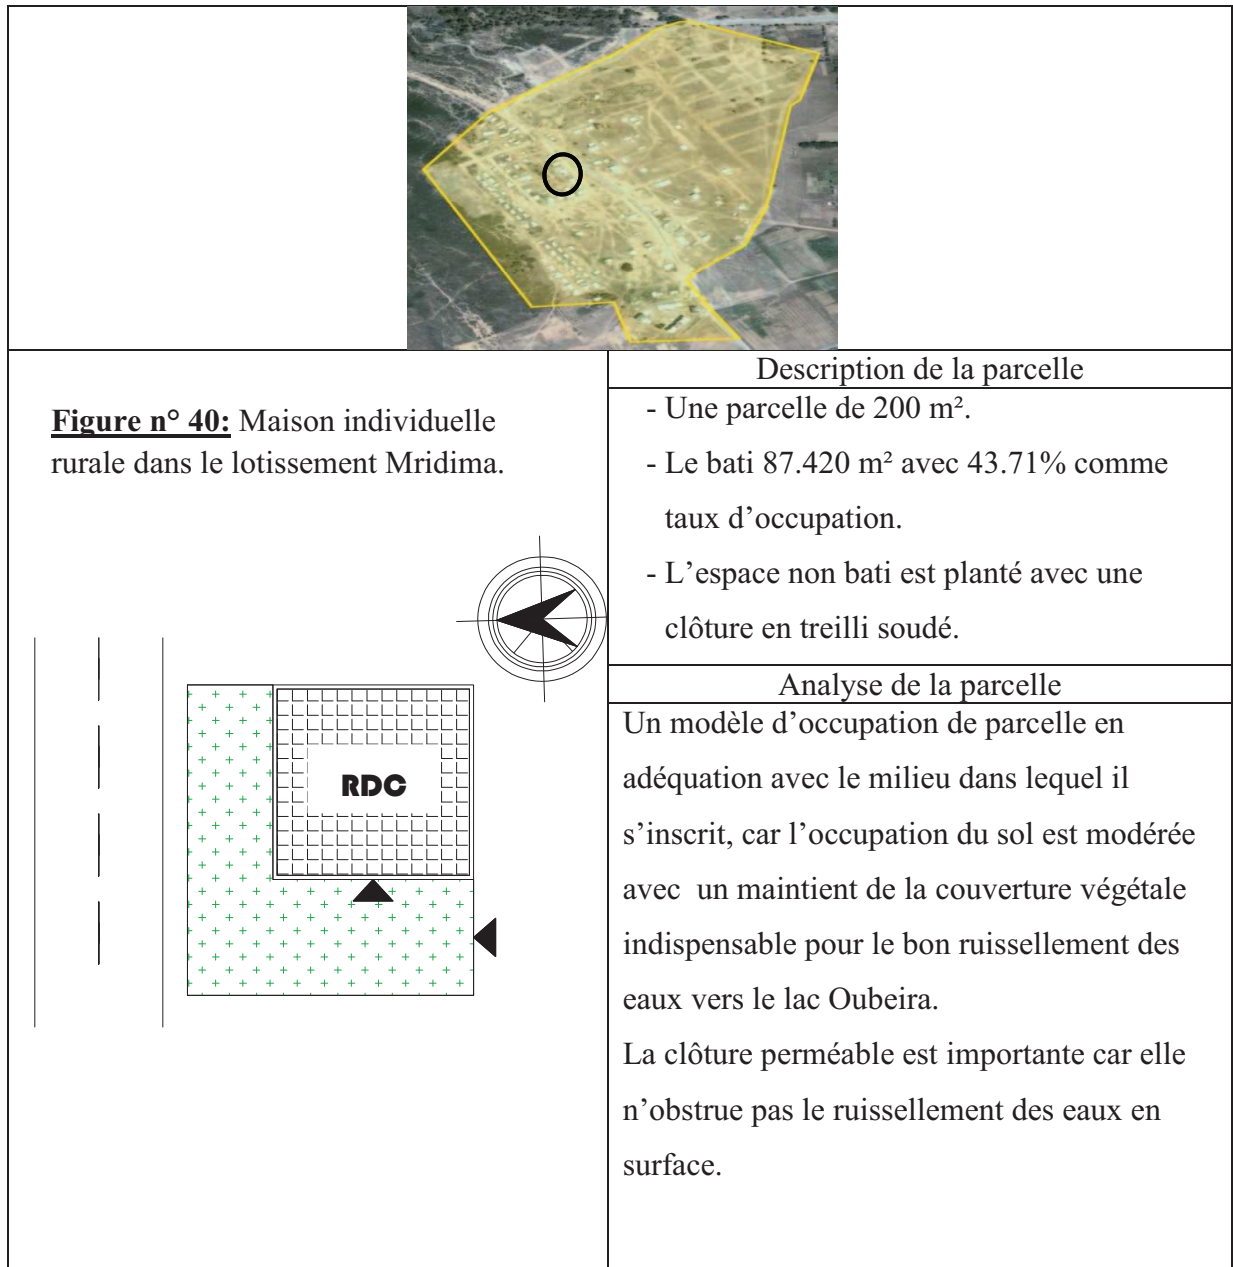 Figure n° 40: Maison individuelle
rurale dans le lotissement Mridima.
RDC
Description de la parcelle
- Une parcelle de 200 m².
- Le bati 87.420 m² avec 43.71% comme
taux d’occupation.
- L’espace non bati est planté avec une
clôture en treilli soudé.
Analyse de la parcelle
Un modèle d’occupation de parcelle en
adéquation avec le milieu dans lequel il
s’inscrit, car l’occupation du sol est modérée
avec un maintient de la couverture végétale
indispensable pour le bon ruissellement des
eaux vers le lac Oubeira.
La clôture perméable est importante car elle
n’obstrue pas le ruissellement des eaux en
surface.